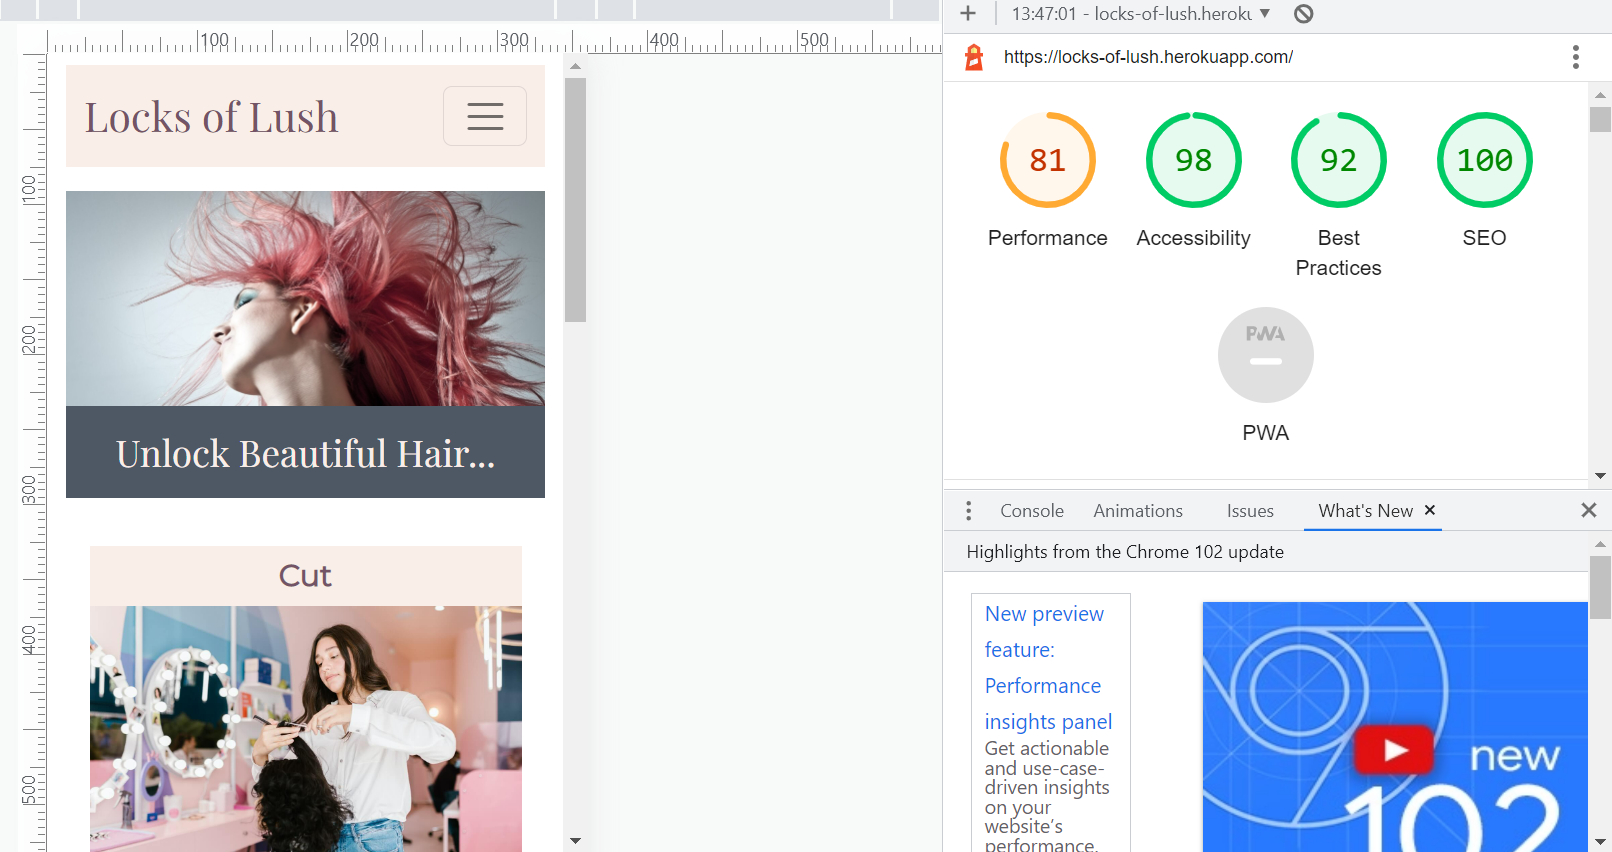 100
200
300
400
500
100
200
300
400
500
Locks of Lush
Unlock Beautiful Hair...
Cut
13:47:01 - locks-of-lush.heroku
https://locks-of-lush.herokuapp.com/
81
98
92
100
Performance
Accessibility
Best
Practices
SEO
PWA
PWA
Console
Animations
Issues
What's New
Highlights from the Chrome 102 update
New preview
feature:
Performance
insights panel
Get actionable
and use-case-
driven insights
on your
website’s
performance.
new
102